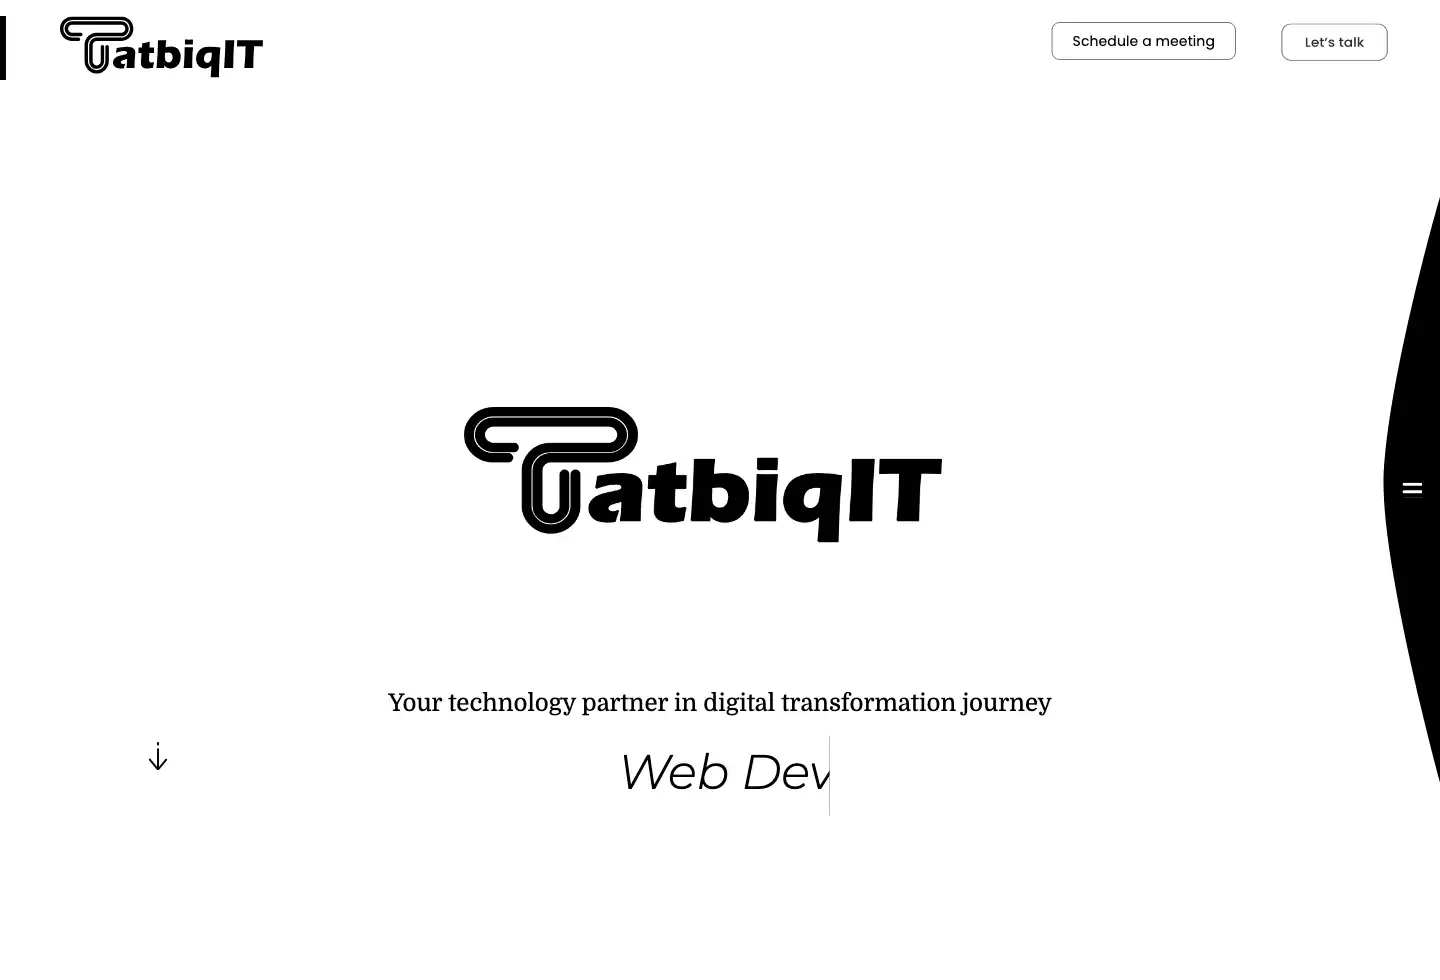 TatbiqIT
Schedule a meeting
Let's talk
TatbiqIT
Your technology partner in digital transformation journey
Web Dev